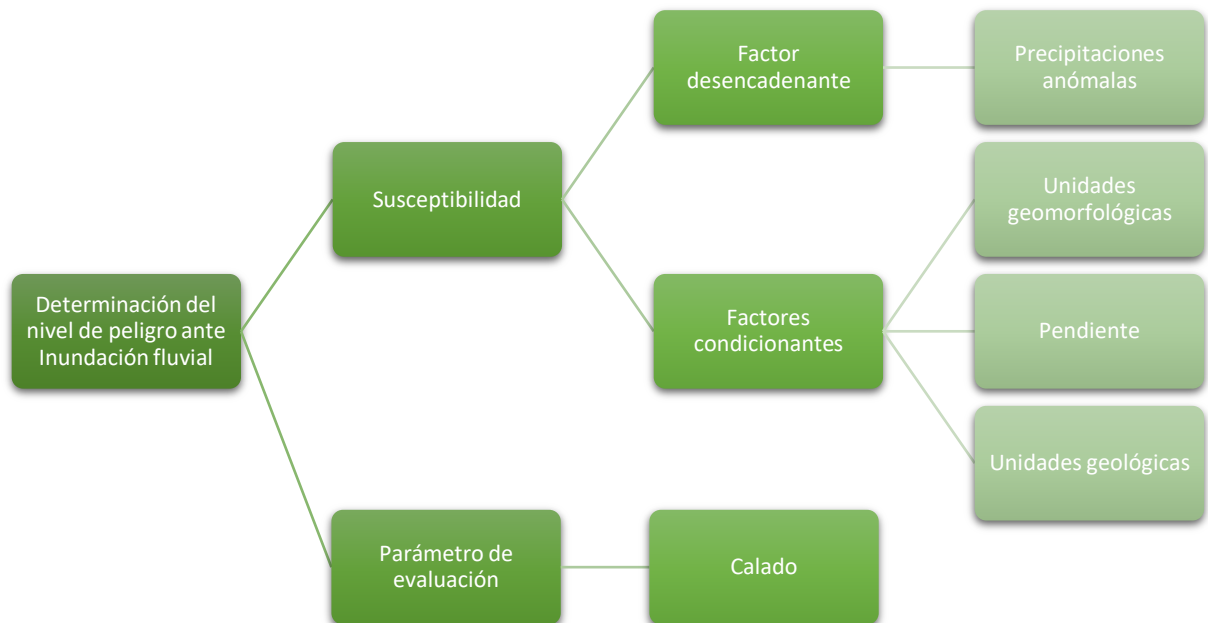 Factor
desencadenante
Precipitaciones
anómalas
Susceptibilidad
Unidades
geomorfológicas
Determinación del
nivel de peligro ante
Inundación fluvial
Factores
condicionantes
Pendiente
Unidades geológicas
Parámetro de
evaluación
Calado